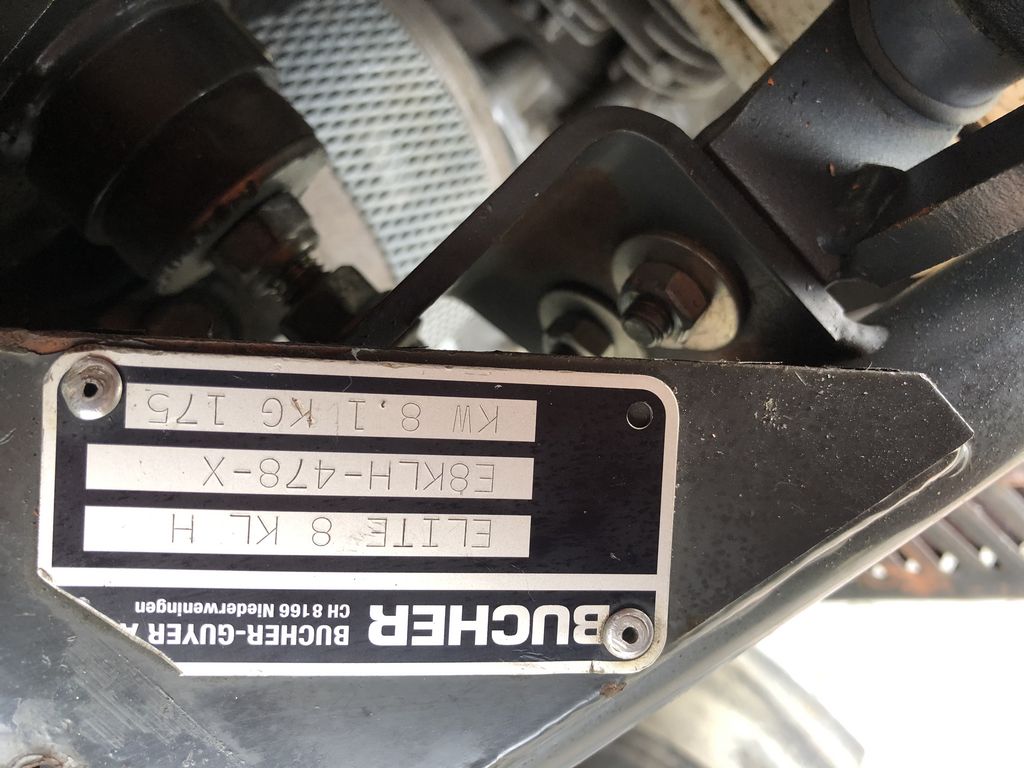 BUCHER
BUCHER-GUYER A
CH 8166 Niederweningen
ELITE 8 KL H
E8KLH-478-X
KW 8,1 KG 175